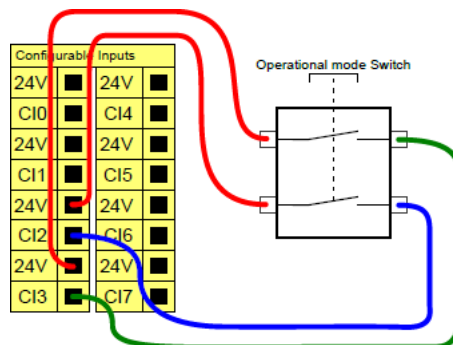 Configurable Inputs
Operational mode Switch
24V 24V
CI0 CI4
24V 24V
CI1 CI5
24V 24V
CI2 CI6
24V 24V
CI3 CI7